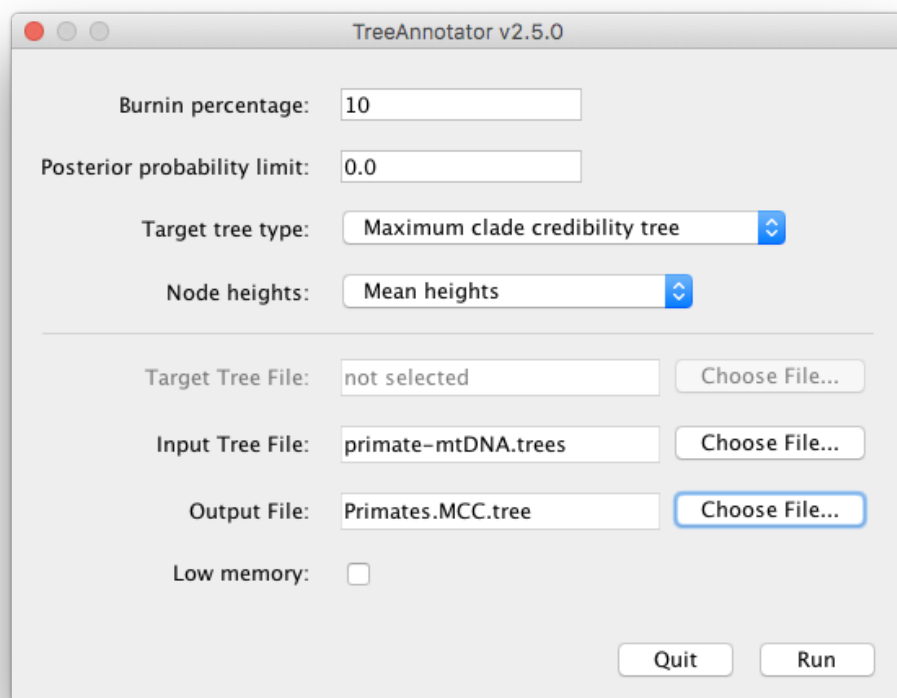 TreeAnnotator v2.5.0
Burnin percentage: 10
Posterior probability limit: 0.0
Target tree type: Maximum clade credibility tree
Node heights: Mean heights
Target Tree File: not selected Choose File...
Input Tree File: primate-mtDNA.trees Choose File...
Output File: Primates.MCC.tree Choose File...
Low memory:
Quit Run